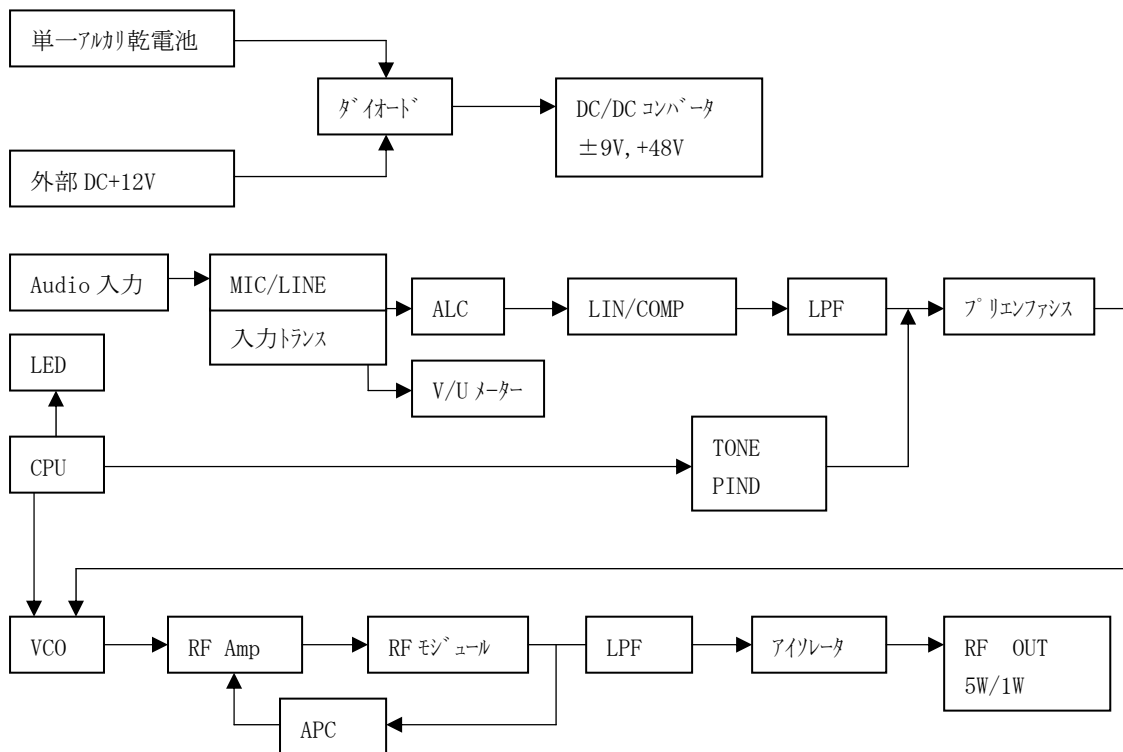 単一ｱﾙｶﾘ乾電池
ﾀﾞｲｵｰﾄﾞ
DC/DC ｺﾝﾊﾞｰﾀ
±9V,+48V
外部 DC+12V
Audio 入力
MIC/LINE
入力ﾄﾗﾝｽ
ALC
LIN/COMP
LPF
ﾌﾟﾘｴﾝﾌｧｼｽ
LED
V/U ﾒｰﾀｰ
CPU
TONE
PIND
VCO
RF Amp
RF ﾓｼﾞｭｰﾙ
LPF
ｱｲｿﾚｰﾀ
RF OUT
5W/1W
APC